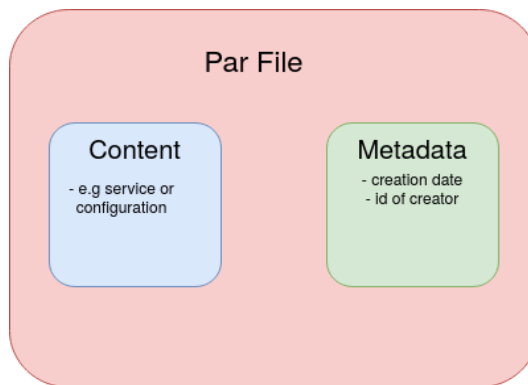 Par File
Content
- e.g service or
configuration
Metadata
- creation date
- id of creator